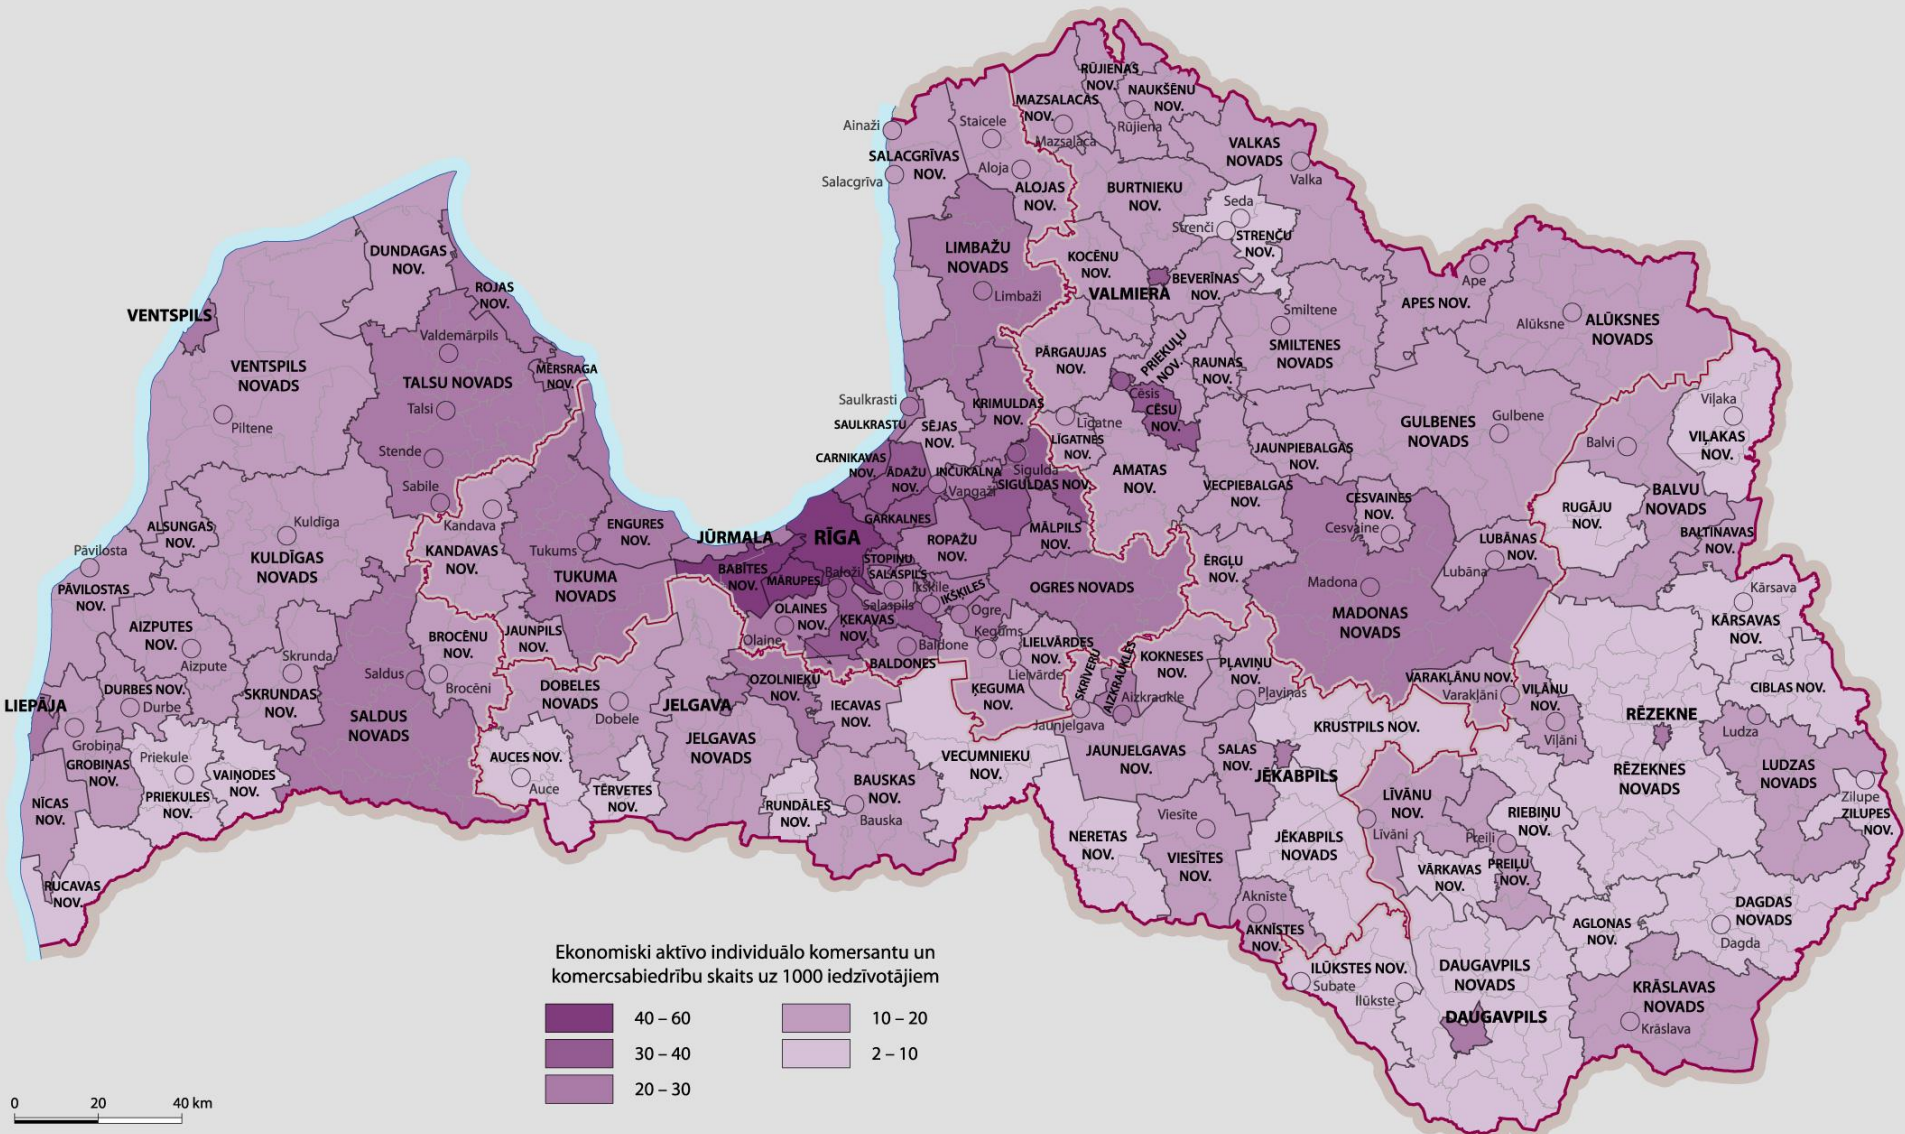 RŪJIENAS
NOV.
NAUKŠĒNU
NOV.
MAZSALACAS
NOV.
Rūjiena
Mazsalaca
Ainaži
Staicele
SALACGRĪVAS
NOV.
Aloja
Salacgrīva
ALOJAS
NOV.
VALKAS
NOVADS
Valka
BURTNIEKU
NOV.
Seda
Strenči
STRENČU
NOV.
LIMBAŽU
NOVADS
Limbaži
KOCĒNU
NOV.
BEVERĪNAS
NOV.
VALMIERA
Smiltene
SMILTENES
NOVADS
Ape
APES NOV.
Alūksne
ALŪKSNES
NOVADS
DUNDAGAS
NOV.
ROJAS
NOV.
VENTSPILS
Valdemārpils
VENTSPILS
NOVADS
TALSU NOVADS
MĒRSRAGA
NOV.
Talsi
Piltene
Stende
Sabile
Kandava
PĀRGAUJAS
NOV.
PRIEKUĻU
NOV.
RAUNAS
NOV.
Cēsis
CĒSU
NOV.
Saulkrasti
SAULKRASTU
SĒJAS
NOV.
KRIMULDAS
NOV.
Līgatne
LĪGATNES
NOV.
GULBENES
NOVADS
Gulbene
Viļaka
VIĻAKAS
NOV.
Balvi
BALVU
NOVADS
RUGĀJU
NOV.
BALTINAVAS
NOV.
CARNIKAVAS
NOV.
ĀDAŽU
NOV.
INČUKALNA
Vangaži
Sigulda
SIGULDAS NOV.
AMATAS
NOV.
JAUNPIEBALGAS
NOV.
VECPIEBALGAS
NOV.
CESVAINES
NOV.
Cesvaine
LUBĀNAS
NOV.
Lubāna
ALSUNGAS
NOV.
Kuldīga
KULDĪGAS
NOVADS
KANDAVAS
NOV.
Tukums
TUKUMA
NOVADS
ENGURES
NOV.
JŪRMALA
RĪGA
GARKALNES
ROPAŽU
NOV.
MĀLPILS
NOV.
BABĪTES
NOV.
MĀRUPES
Baloži
STOPIŅU
SALASPILS
Salaspils
Ikšķile
IKŠĶILES
OGRES NOVADS
ĒRGĻU
NOV.
Madona
MADONAS
NOVADS
Pāvilosta
PĀVILOSTAS
NOV.
AIZPUTES
NOV.
Aizpute
Skrunda
SKRUNDAS
NOV.
BROCĒNU
NOV.
Brocēni
JAUNPILS
NOV.
Saldus
SALDUS
NOVADS
OLAINES
NOV.
Olaine
ĶEKAVAS
NOV.
Baldone
BALDONES
Ogre
Ķegums
LIELVĀRDES
NOV.
Lielvārde
SKRĪVERU
AIZKRAUKLES
Aizkraukle
KOKNESES
NOV.
PĻAVIŅU
NOV.
Pļaviņas
VARAKĻĀNU NOV.
Varakļāni
VIĻĀNU
NOV.
Viļāni
Kārsava
KĀRSAVAS
NOV.
CIBLAS NOV.
LIEPĀJA
DURBES NOV.
Durbe
Grobiņa
GROBIŅAS
NOV.
Priekule
PRIEKULES
NOV.
VAIŅODES
NOV.
NĪCAS
NOV.
RUCAVAS
NOV.
DOBELES
NOVADS
Dobele
AUCES NOV.
Auce
TĒRVETES
NOV.
JELGAVA
JELGAVAS
NOVADS
OZOLNIEKU
NOV.
IECAVAS
NOV.
RUNDĀLES
NOV.
BAUSKAS
NOV.
Bauska
ĶEGUMA
NOV.
Jaunjelgava
VECUMNIEKU
NOV.
JAUNJELGAVAS
NOV.
SALAS
NOV.
KRUSTPILS NOV.
JĒKABPILS
JĒKABPILS
NOVADS
NERETAS
NOV.
Viesīte
VIESĪTES
NOV.
Aknīste
AKNĪSTES
NOV.
LĪVĀNU
NOV.
Līvāni
Preiļi
PREIĻU
NOV.
RIEBIŅU
NOV.
VĀRKAVAS
NOV.
RĒZEKNE
RĒZEKNES
NOVADS
Ludza
LUDZAS
NOVADS
Zilupe
ZILUPES
NOV.
DAGDAS
NOVADS
Dagda
AGLONAS
NOV.
KRĀSLAVAS
NOVADS
Krāslava
ILŪKSTES NOV.
Subate
Ilūkste
DAUGAVPILS
NOVADS
DAUGAVPILS
Ekonomiski aktīvo individuālo komersantu un
komercsabiedrību skaits uz 1000 iedzīvotājiem
40 – 60
30 – 40
20 – 30
10 – 20
2 – 10
0 20 40 km